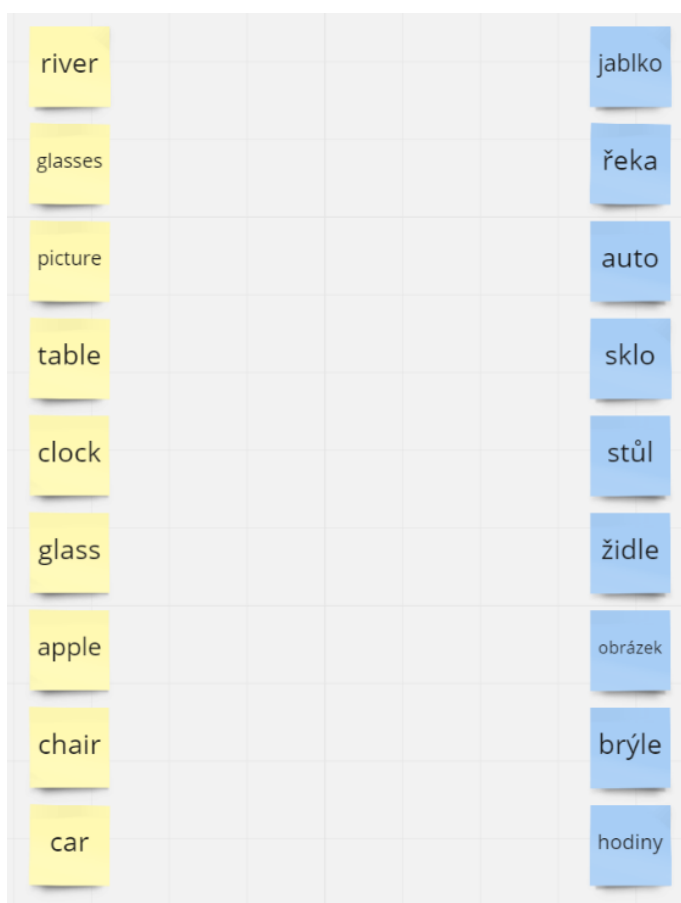 river
jablko
glasses
řeka
picture
auto
table
sklo
clock
stůl
glass
židle
apple
obrázek
chair
brýle
car
hodiny